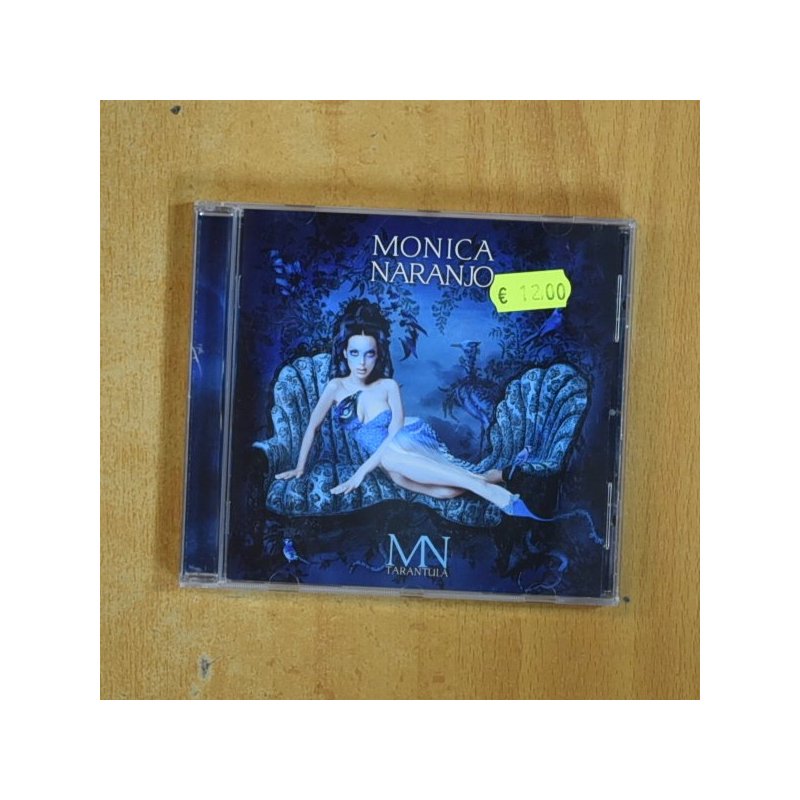 MONICA
NARANJO
€ 12.00
MN
TARANTULA